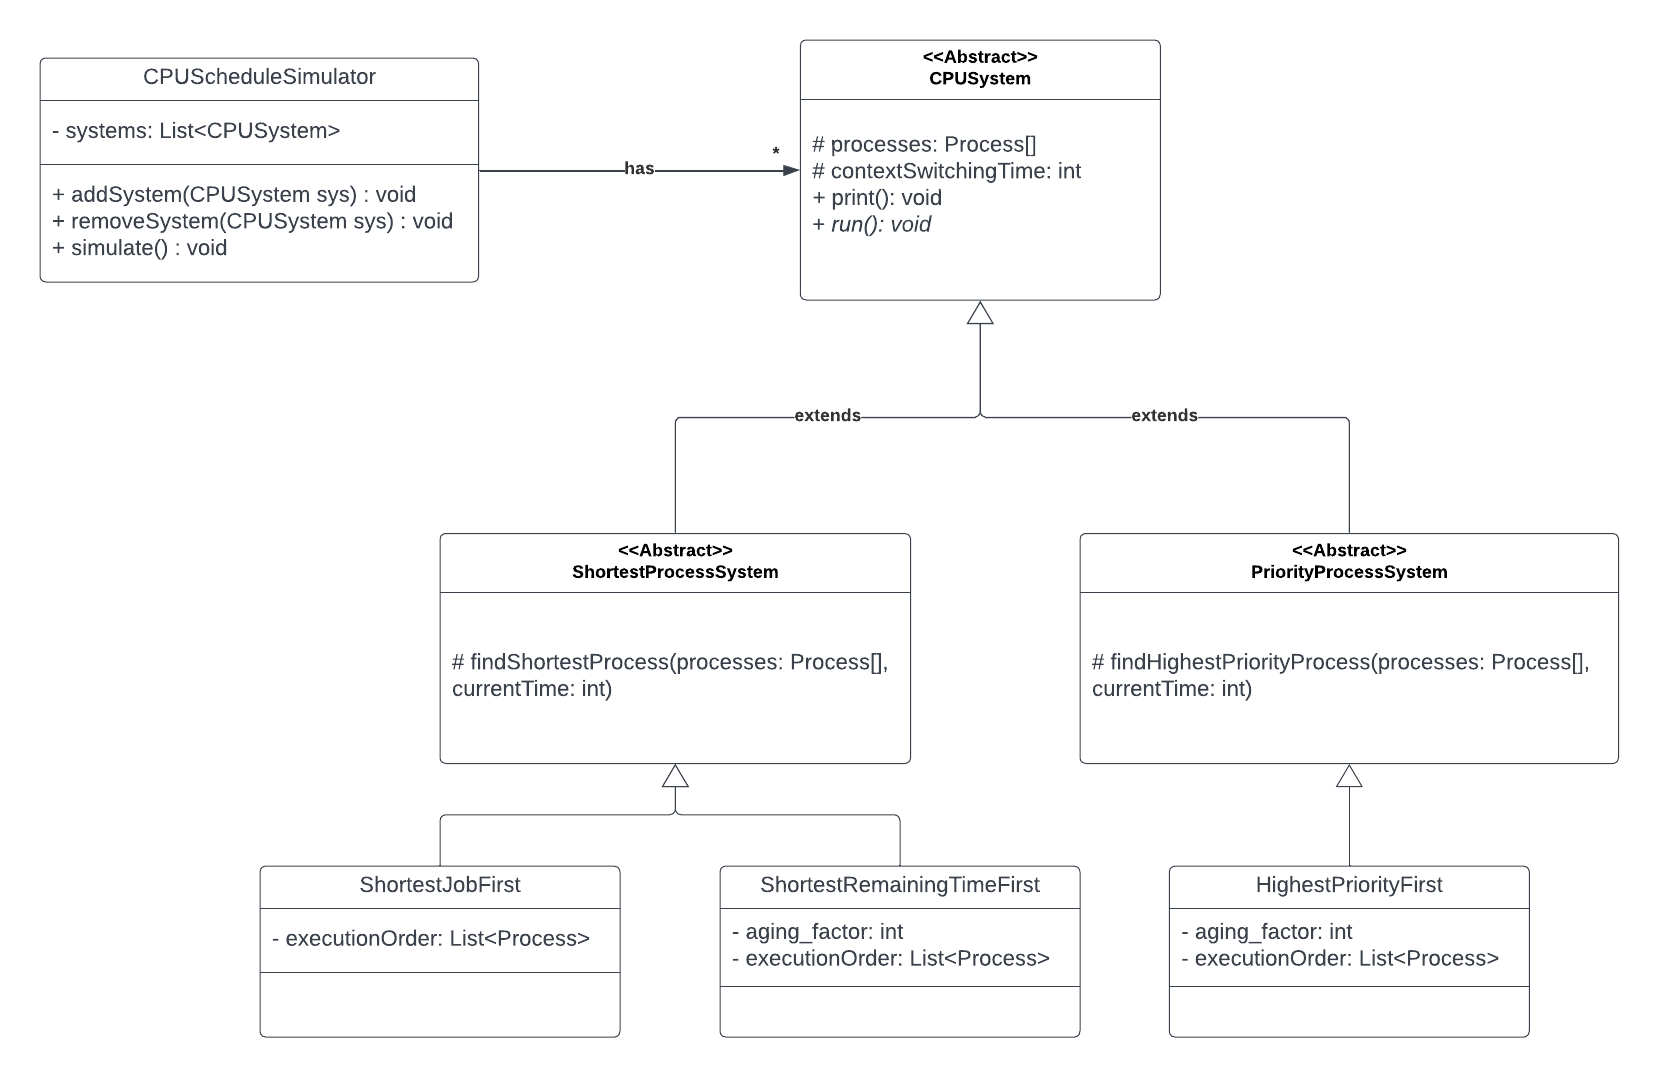 CPUScheduleSimulator
- systems: List<CPUSystem>
+ addSystem(CPUSystem sys) : void
+ removeSystem(CPUSystem sys) : void
+ simulate() : void
has
*
<<Abstract>>
CPUSystem
# processes: Process[]
# contextSwitchingTime: int
+ print(): void
+ run(): void
extends
extends
<<Abstract>>
ShortestProcessSystem
# findShortestProcess(processes: Process[],
currentTime: int)
<<Abstract>>
PriorityProcessSystem
# findHighestPriorityProcess(processes: Process[],
currentTime: int)
ShortestJobFirst
- executionOrder: List<Process>
ShortestRemainingTimeFirst
- aging_factor: int
- executionOrder: List<Process>
HighestPriorityFirst
- aging_factor: int
- executionOrder: List<Process>